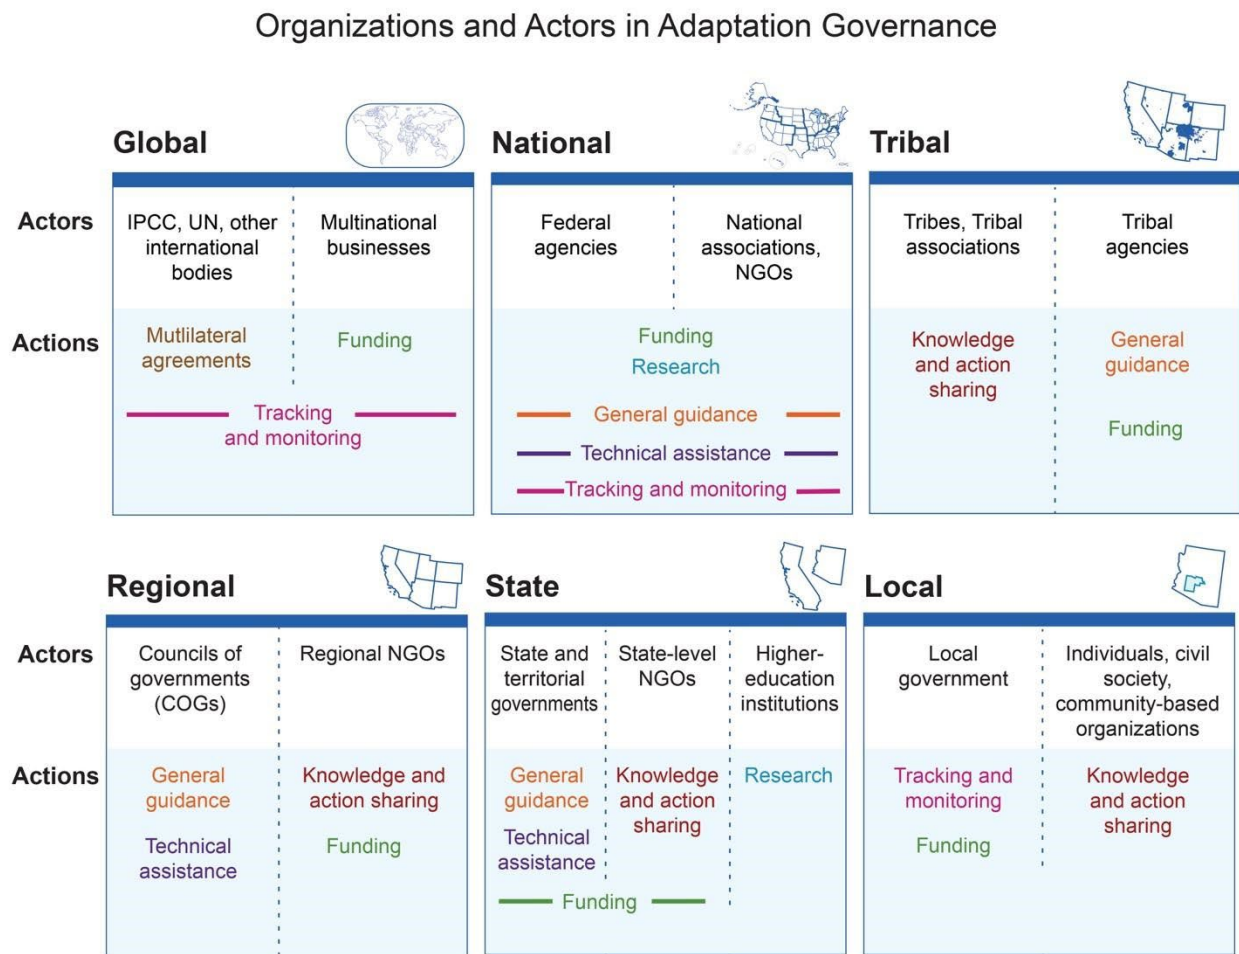 Organizations and Actors in Adaptation Governance
Global
Actors
IPCC, UN, other
international
bodies
Multinational
businesses
Actions
Mutlilateral
agreements
Funding
Tracking
and monitoring
National
Federal
agencies
National
associations,
NGOs
Funding
Research
General guidance
Technical assistance
Tracking and monitoring
Tribal
Tribes, Tribal
associations
Tribal
agencies
Knowledge
and action
sharing
General
guidance
Funding
Regional
Actors
Councils of
governments
(COGs)
Regional NGOs
Actions
General
guidance
Technical
assistance
Knowledge and
action sharing
Funding
State
State and
territorial
governments
State-level
NGOs
Higher-
education
institutions
General
guidance
Technical
assistance
Knowledge
and action
sharing
Research
Funding
Local
Local
government
Individuals, civil
society,
community-based
organizations
Tracking and
monitoring
Funding
Knowledge
and action
sharing